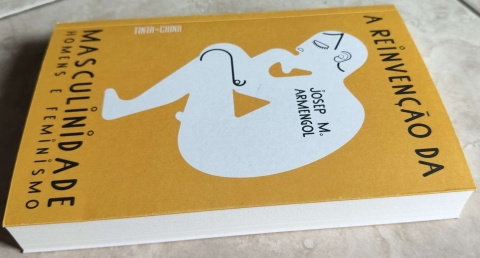 A REINVENÇÃO DA
JOSEP M.
ARMENGOL
MASCULINIDADE
HOMENS E FEMINISMO
TINTA-DA-CHINA